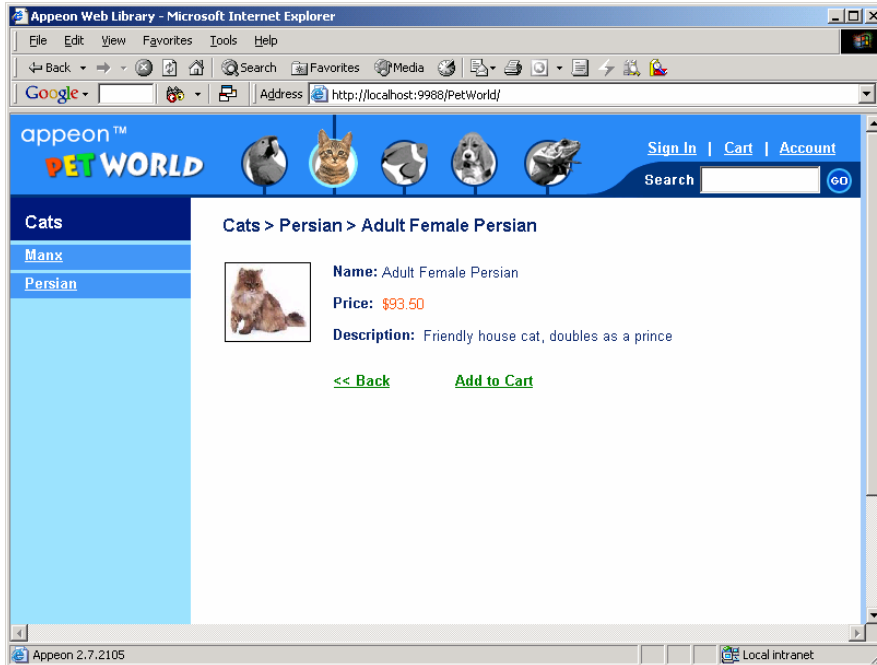 Appeon Web Library - Microsoft Internet Explorer
File Edit View Favorites Tools Help
Back Search Favorites Media
Google Address http://localhost:9988/PetWorld/
appeon™
PET WORLD
Sign In | Cart | Account
Search GO
Cats
Manx
Persian
Cats > Persian > Adult Female Persian
Name: Adult Female Persian
Price: $93.50
Description: Friendly house cat, doubles as a prince
<< Back Add to Cart
Appeon 2.7.2105 Local intranet